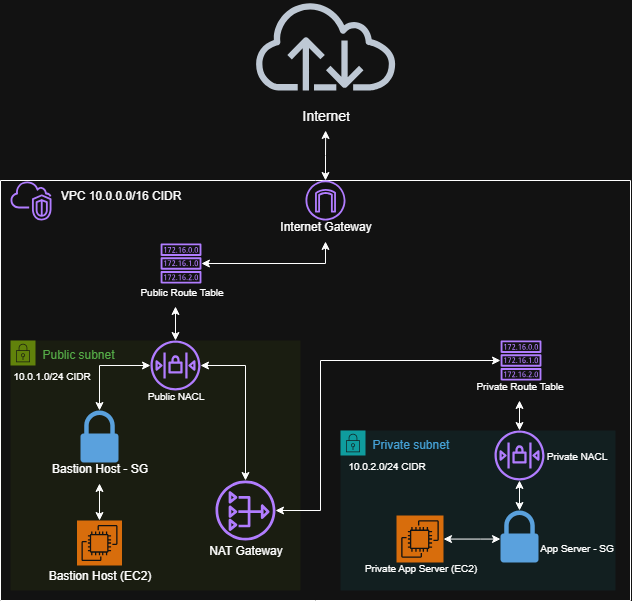 Internet
VPC 10.0.0.0/16 CIDR
Internet Gateway
172.16.0.0
172.16.1.0
172.16.2.0
Public Route Table
Public subnet
10.0.1.0/24 CIDR
Public NACL
Bastion Host - SG
Bastion Host (EC2)
NAT Gateway
172.16.0.0
172.16.1.0
172.16.2.0
Private Route Table
Private subnet
10.0.2.0/24 CIDR
Private NACL
App Server - SG
Private App Server (EC2)